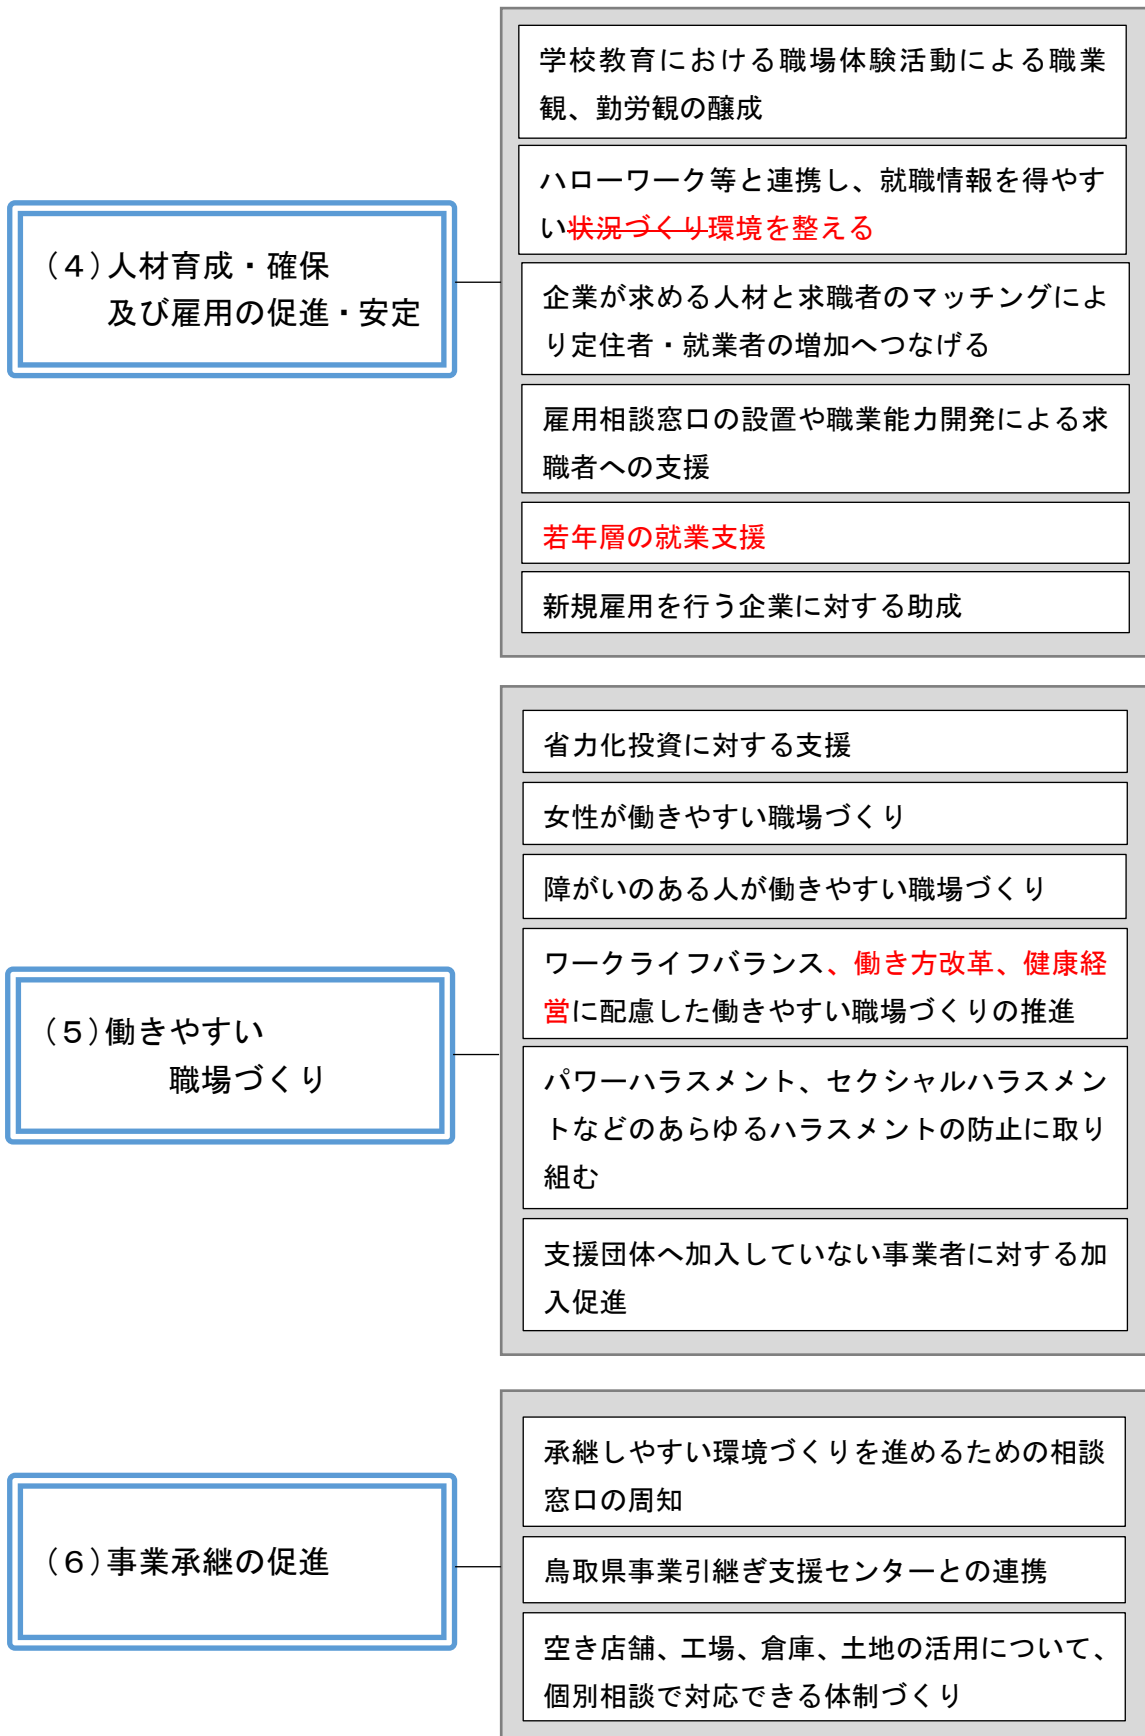 学校教育における職場体験活動による職業
観、勤労観の醸成
ハローワーク等と連携し、就職情報を得やす
い状況づくり環境を整える
(4)人材育成・確保
及び雇用の促進・安定
企業が求める人材と求職者のマッチングによ
り定住者・就業者の増加へつなげる
雇用相談窓口の設置や職業能力開発による求
職者への支援
若年層の就業支援
新規雇用を行う企業に対する助成
省力化投資に対する支援
女性が働きやすい職場づくり
障がいのある人が働きやすい職場づくり
(5)働きやすい
職場づくり
ワークライフバランス、働き方改革、健康経
営に配慮した働きやすい職場づくりの推進
パワーハラスメント、セクシャルハラスメン
トなどのあらゆるハラスメントの防止に取り
組む
支援団体へ加入していない事業者に対する加
入促進
(6)事業承継の促進
承継しやすい環境づくりを進めるための相談
窓口の周知
鳥取県事業引継ぎ支援センターとの連携
空き店舗、工場、倉庫、土地の活用について、
個別相談で対応できる体制づくり